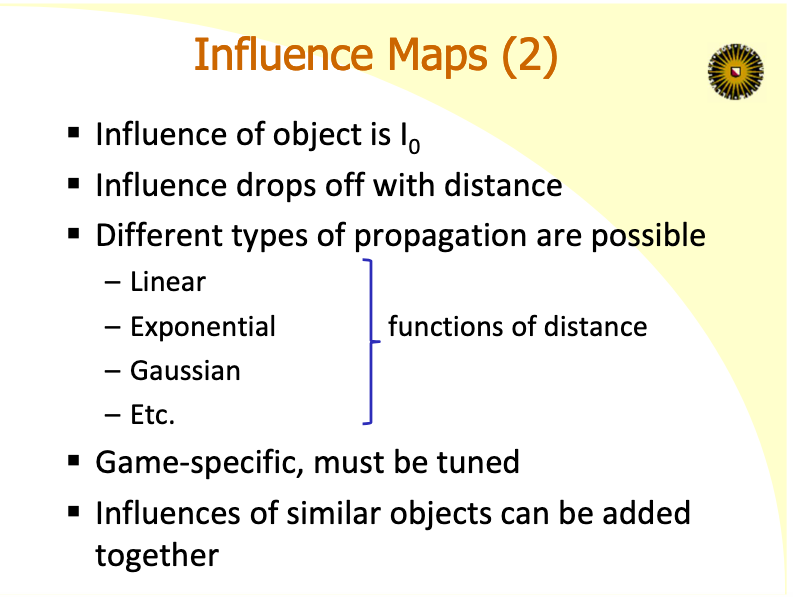 Influence Maps (2)
▪ Influence of object is I₀
▪ Influence drops off with distance
▪ Different types of propagation are possible
– Linear
– Exponential
functions of distance
– Gaussian
– Etc.
▪ Game-specific, must be tuned
▪ Influences of similar objects can be added
together